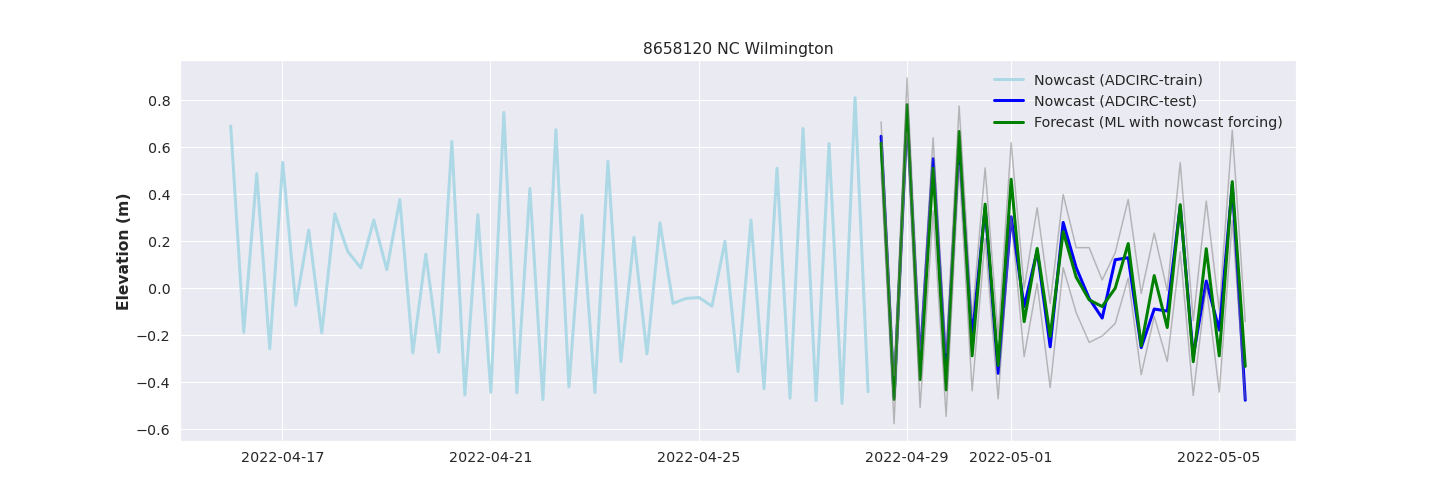 8658120 NC Wilmington
Nowcast (ADCIRC-train)
Nowcast (ADCIRC-test)
Forecast (ML with nowcast forcing)
Elevation (m)
0.8
0.6
0.4
0.2
0.0
−0.2
−0.4
−0.6
2022-04-17 2022-04-21 2022-04-25 2022-04-29 2022-05-01 2022-05-05